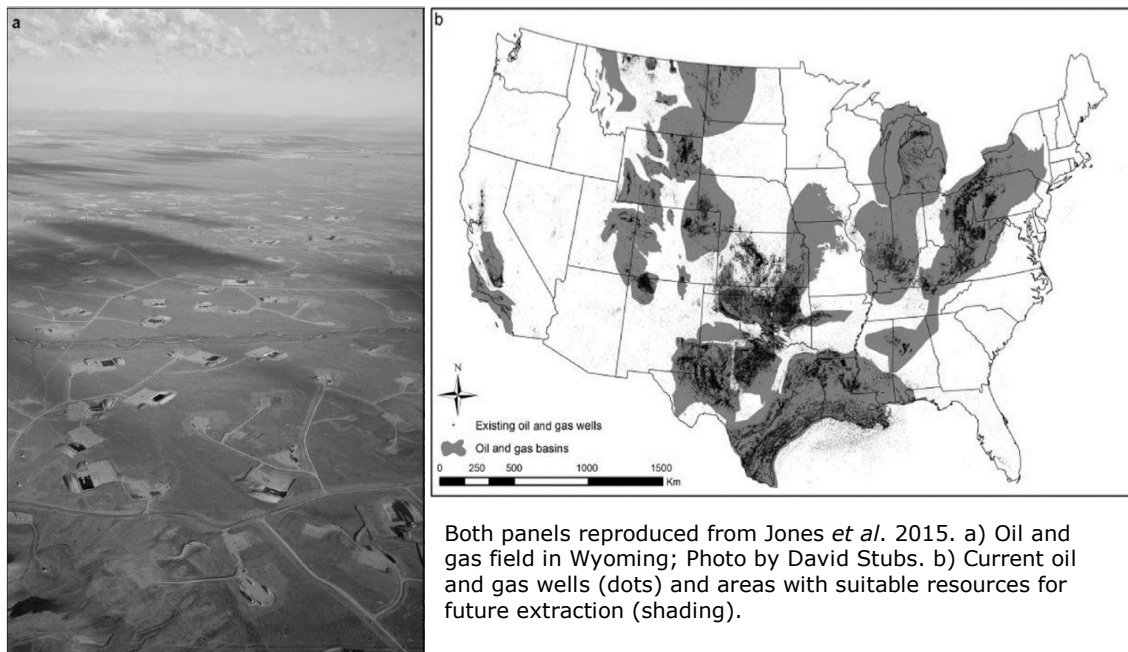 a
b
N
Existing oil and gas wells
Oil and gas basins
0 250 500 1000 1500
Km
Both panels reproduced from Jones et al. 2015. a) Oil and
gas field in Wyoming; Photo by David Stubs. b) Current oil
and gas wells (dots) and areas with suitable resources for
future extraction (shading).